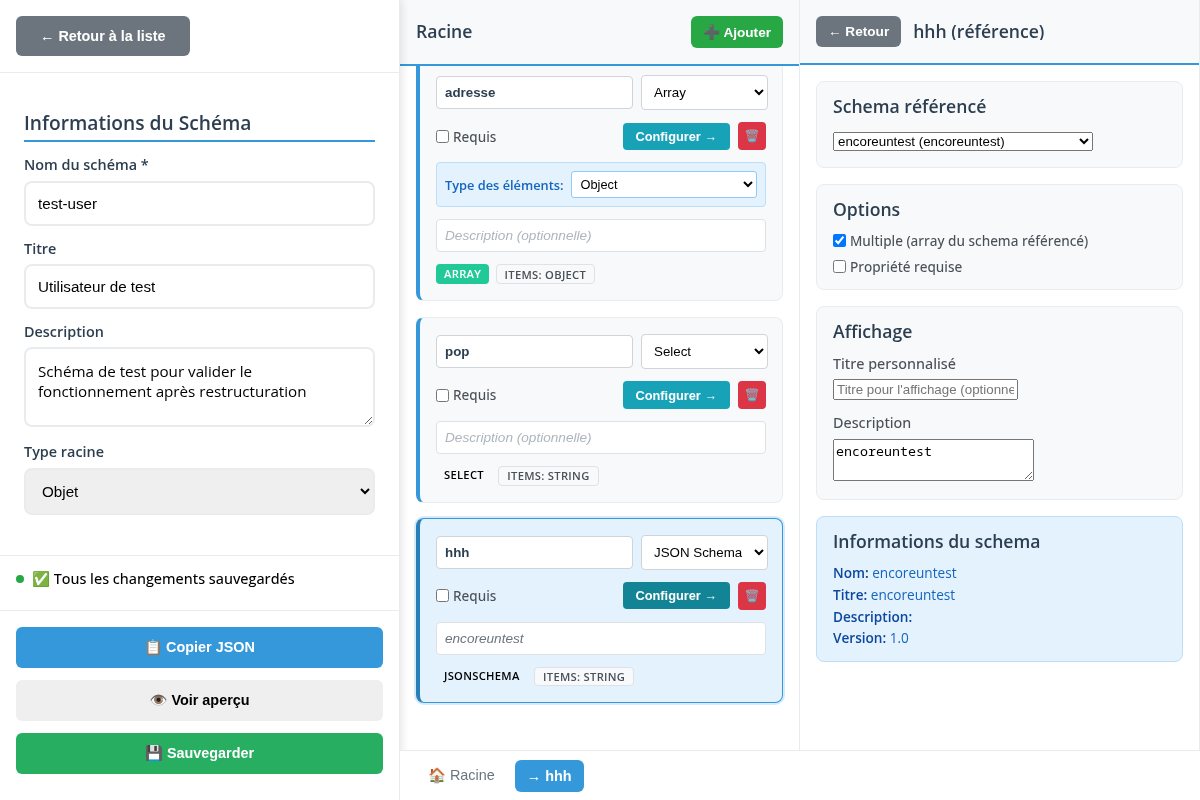 ← Retour à la liste
Informations du Schéma
Nom du schéma *
test-user
Titre
Utilisateur de test
Description
Schéma de test pour valider le
fonctionnement après restructuration
Type racine
Objet
✅ Tous les changements sauvegardés
📋 Copier JSON
👁️ Voir aperçu
💾 Sauvegarder
Racine
➕ Ajouter
adresse
Array
Requis
Configurer →
Type des éléments:
Object
Description (optionnelle)
ARRAY
ITEMS: OBJECT
pop
Select
Requis
Configurer →
Description (optionnelle)
SELECT
ITEMS: STRING
hhh
JSON Schema
Requis
Configurer →
encoreuntest
JSONSCHEMA
ITEMS: STRING
🏠 Racine
→ hhh
← Retour
hhh (référence)
Schema référencé
encoreuntest (encoreuntest)
Options
Multiple (array du schema référencé)
Propriété requise
Affichage
Titre personnalisé
Titre pour l'affichage (optionne
Description
encoreuntest
Informations du schema
Nom: encoreuntest
Titre: encoreuntest
Description:
Version: 1.0